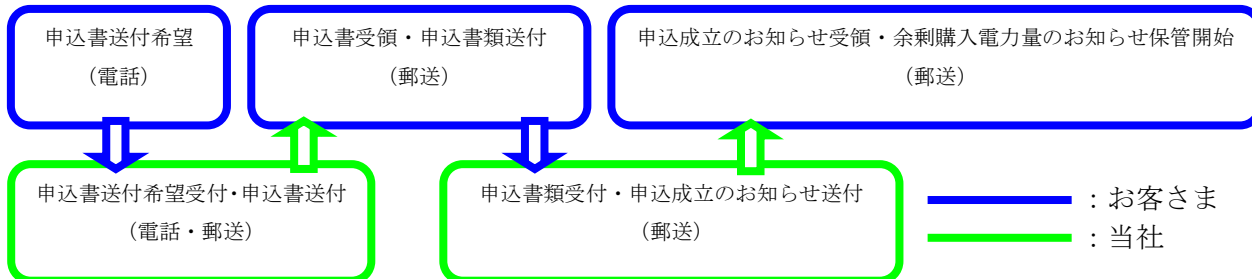 申込書送付希望
（電話）
申込書受領・申込書類送付
（郵送）
申込成立のお知らせ受領・余剰購入電力量のお知らせ保管開始
（郵送）
申込書送付希望受付・申込書送付
（電話・郵送）
申込書類受付・申込成立のお知らせ送付
（郵送）
：お客さま
：当社